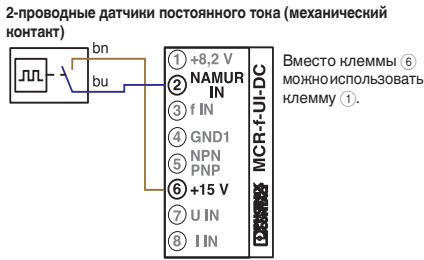 2-проводные датчики постоянного тока (механический
контакт)
bn
bu
1 +8,2 V
2 NAMUR
IN
3 f IN
4 GND1
5 NPN
PNP
6 +15 V
7 U IN
8 I IN
MCR-f-UI-DC
Вместо клеммы 6
можно использовать
клемму 1.